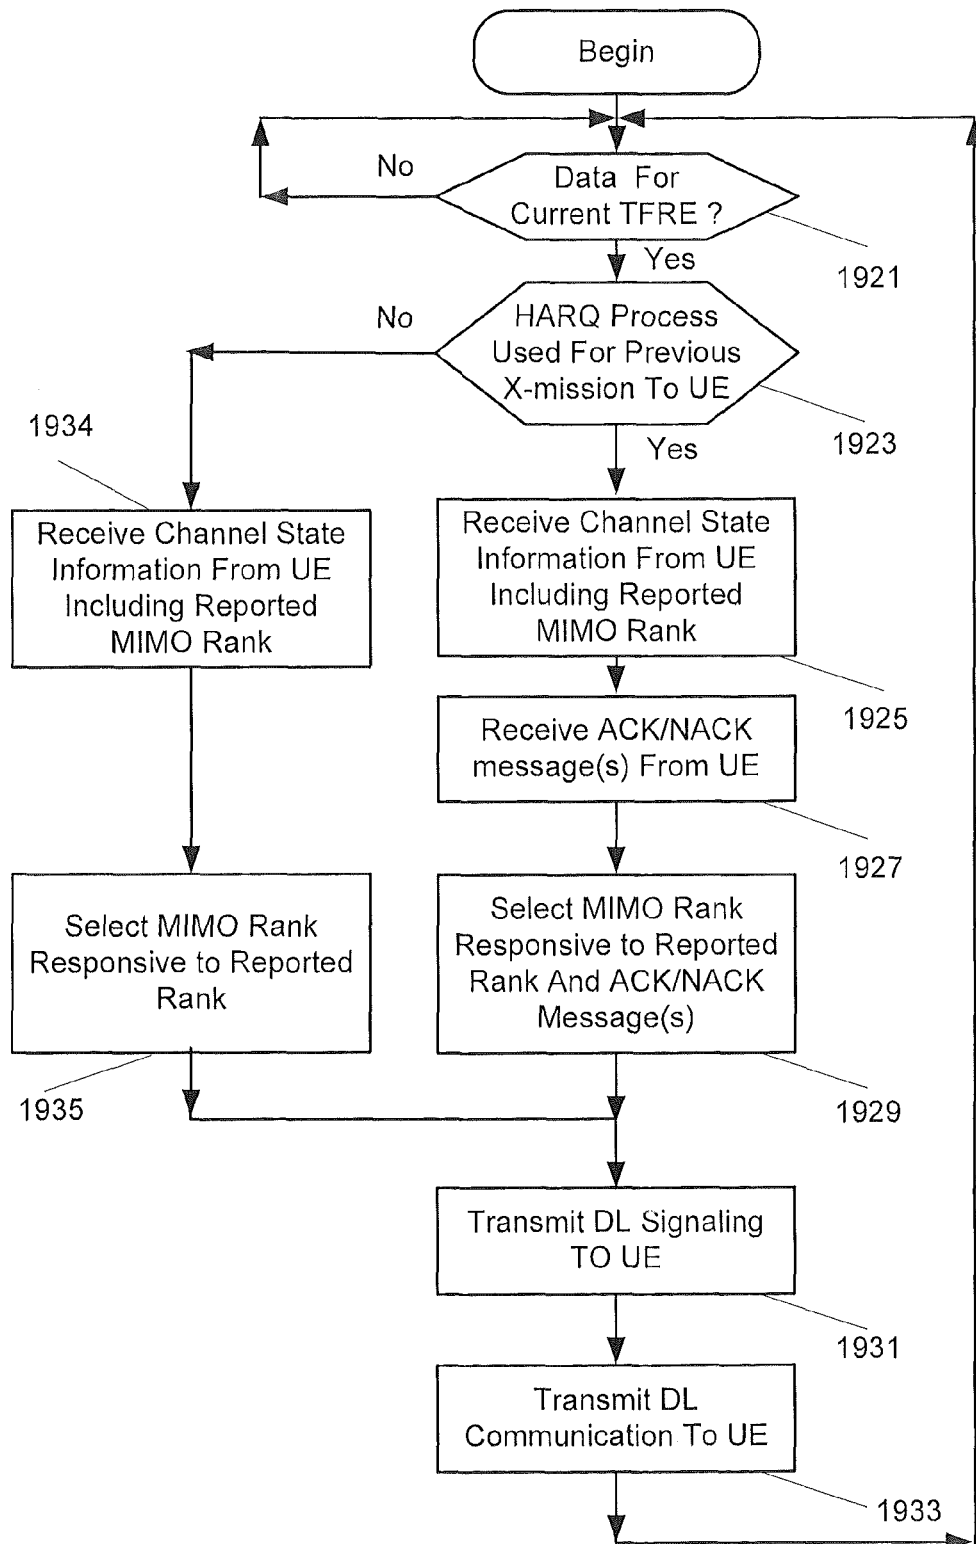 Begin
No
Data For
Current TFRE ?
1921
Yes
No
HARQ Process
Used For Previous
X-mission To UE
1923
Yes
1934
Receive Channel State
Information From UE
Including Reported
MIMO Rank
Receive Channel State
Information From UE
Including Reported
MIMO Rank
1925
Receive ACK/NACK
message(s) From UE
1927
Select MIMO Rank
Responsive to Reported
Rank
1935
Select MIMO Rank
Responsive to Reported
Rank And ACK/NACK
Message(s)
1929
Transmit DL Signaling
TO UE
1931
Transmit DL
Communication To UE
1933